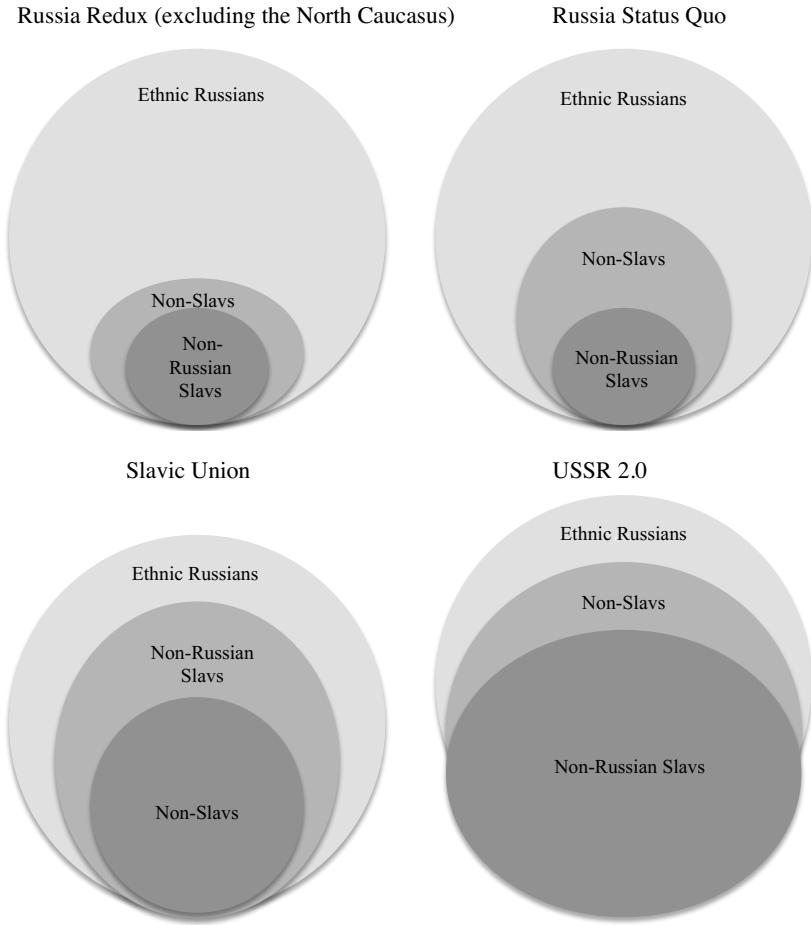 Russia Redux (excluding the North Caucasus)
Ethnic Russians
Non-Slavs
Non-
Russian
Slavs
Russia Status Quo
Ethnic Russians
Non-Slavs
Non-Russian
Slavs
Slavic Union
Ethnic Russians
Non-Russian
Slavs
Non-Slavs
USSR 2.0
Ethnic Russians
Non-Slavs
Non-Russian Slavs